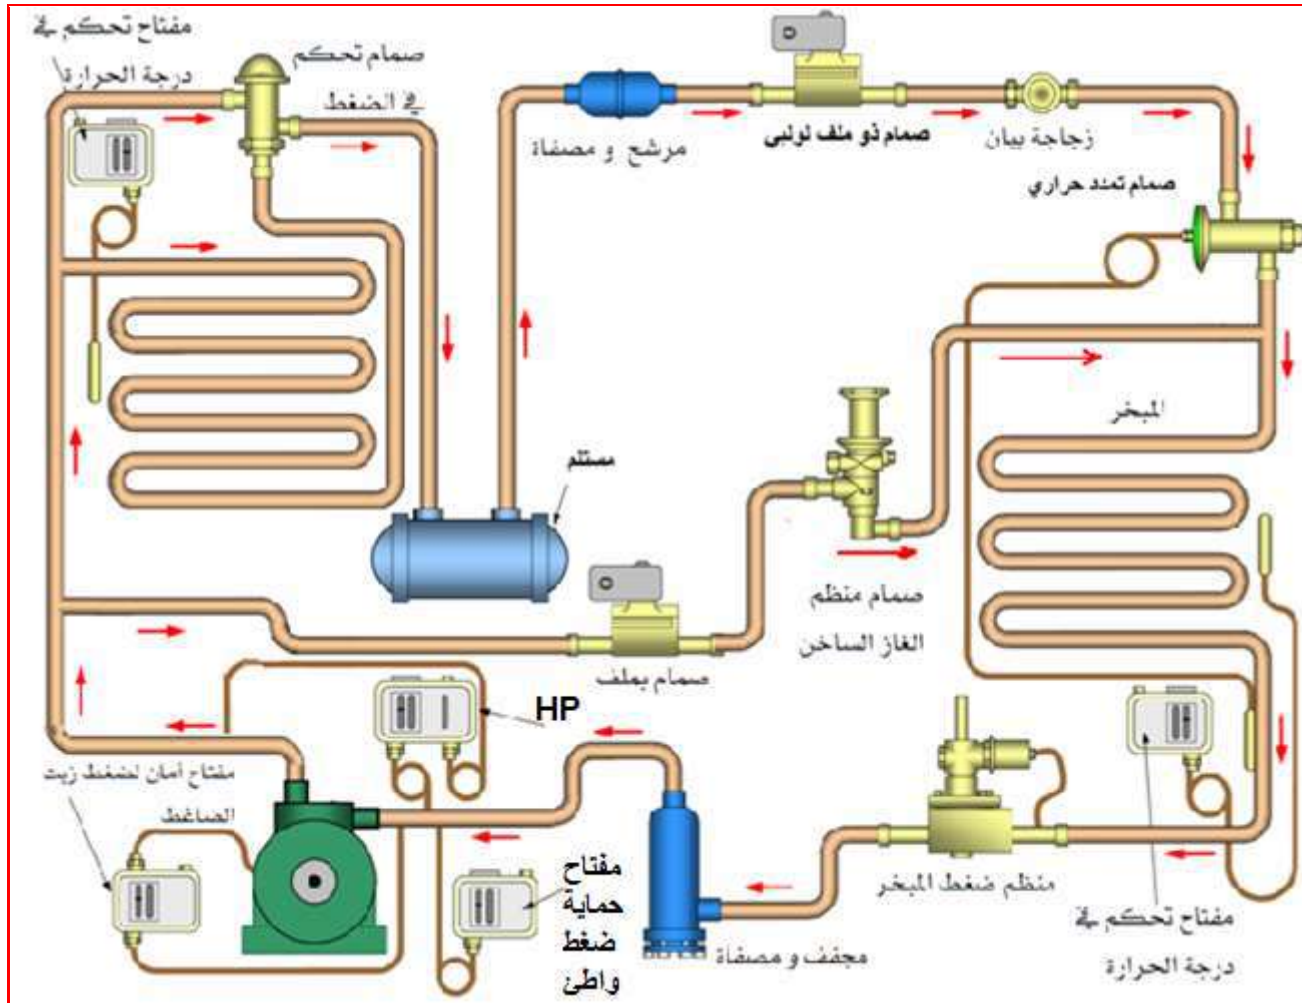 مفتاح تحكم في
درجة الحرارة
صمام تحكم
في الضغط
مرشح و مصفاة
صمام ذو ملف لولبى
زجاجة بيان
صمام تمدد حراري
المبخر
مستلم
صمام منظم
الغاز الساخن
صمام بملف
HP
مفتاح أمان لضغط زيت
الضاغط
مفتاح
حماية
ضغط
واطئ
مجفف و مصفاة
منظم ضغط المبخر
مفتاح تحكم في
درجة الحرارة